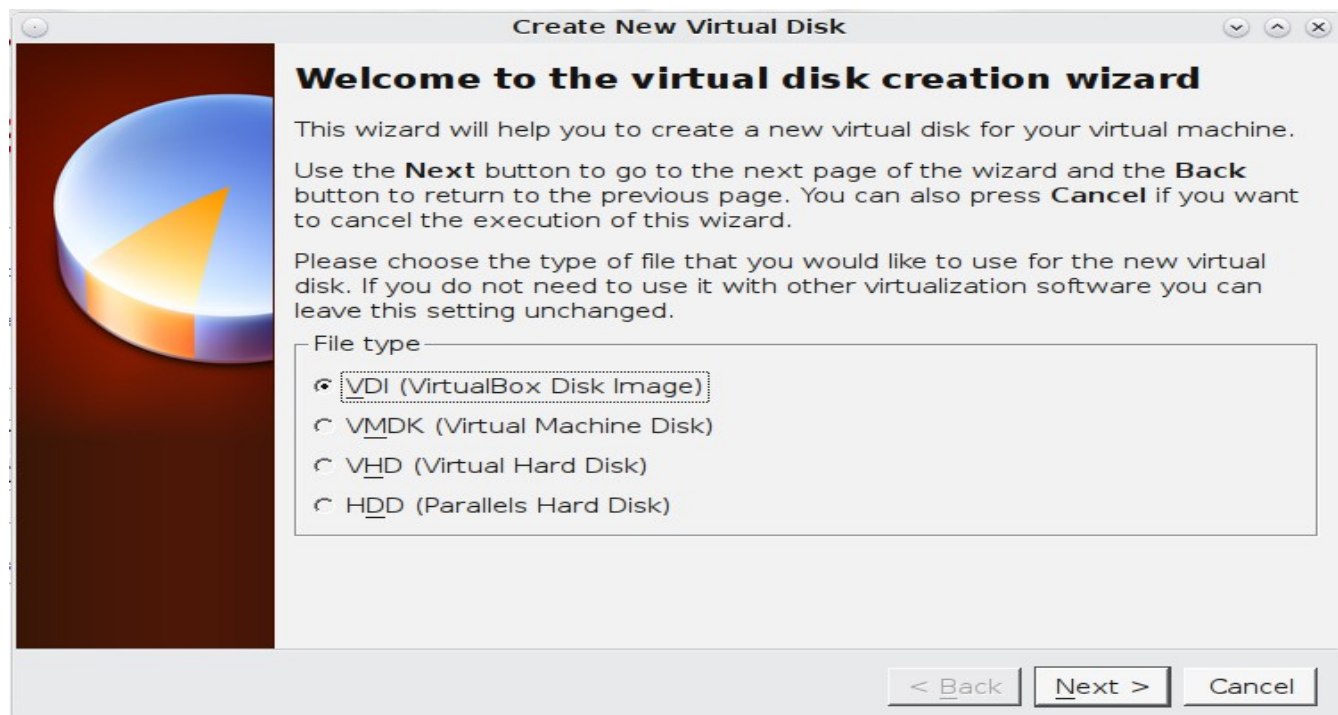 Create New Virtual Disk
Welcome to the virtual disk creation wizard
This wizard will help you to create a new virtual disk for your virtual machine.
Use the Next button to go to the next page of the wizard and the Back
button to return to the previous page. You can also press Cancel if you want
to cancel the execution of this wizard.
Please choose the type of file that you would like to use for the new virtual
disk. If you do not need to use it with other virtualization software you can
leave this setting unchanged.
File type
VDI (VirtualBox Disk Image)
VMDK (Virtual Machine Disk)
VHD (Virtual Hard Disk)
HDD (Parallels Hard Disk)
< Back Next > Cancel